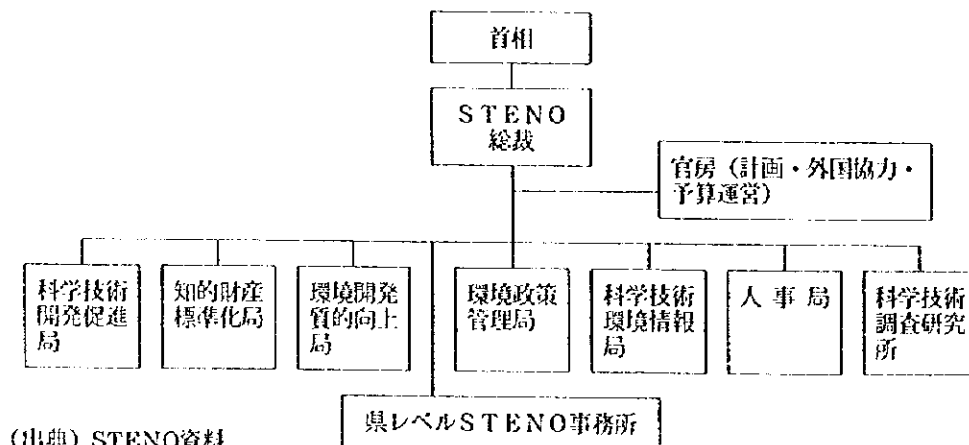 首相
STENO
総裁
官房（計画・外国協力・
予算運営）
科学技術
開発促進
局
知的財産
標準化局
環境開発
質的向上
局
環境政策
管理局
科学技術
環境情報
局
人事局
科学技術
調査研究
所
県レベルSTENO事務所
（出典）STENO資料